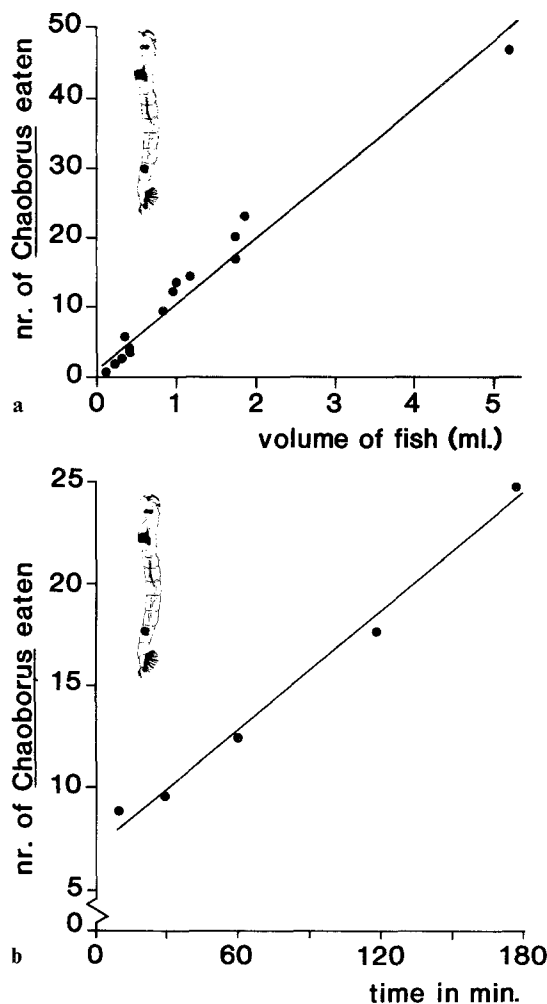 50
40
30
20
10
0
nr. of Chaoborus eaten
0 1 2 3 4 5
a
volume of fish (ml.)
25
20
15
10
5
0
nr. of Chaoborus eaten
0 60 120 180
b
time in min.